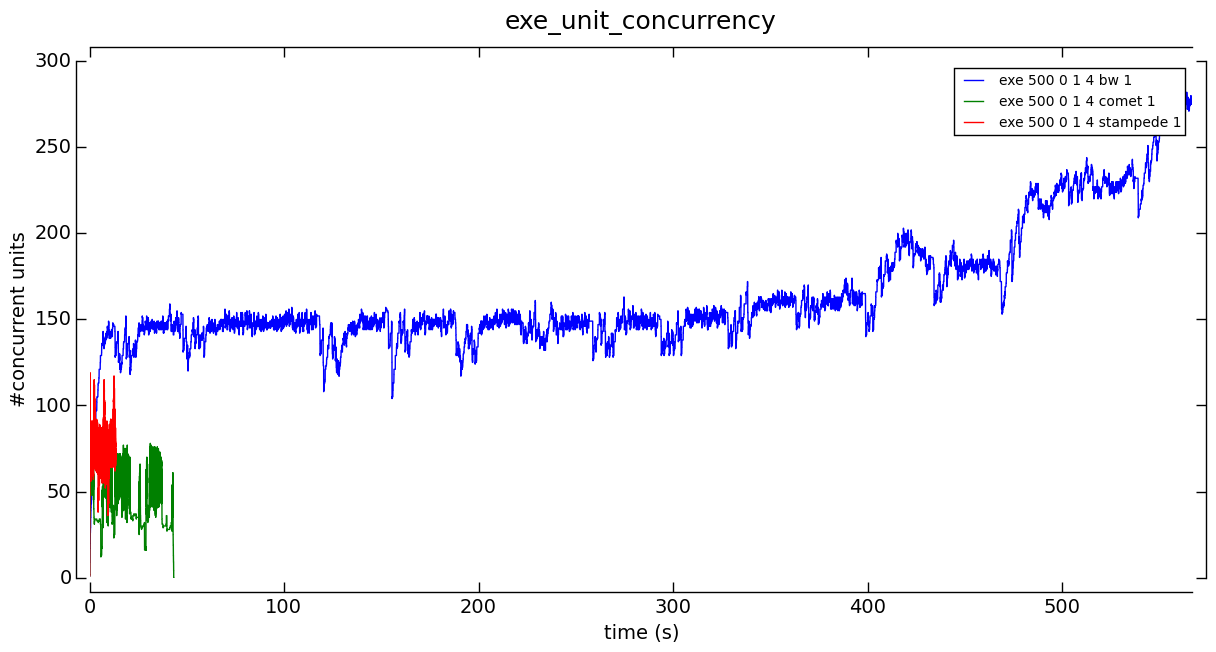 exe_unit_concurrency
300
250
200
150
100
50
0
#concurrent units
exe 500 0 1 4 bw 1
exe 500 0 1 4 comet 1
exe 500 0 1 4 stampede 1
0 100 200 300 400 500
time (s)